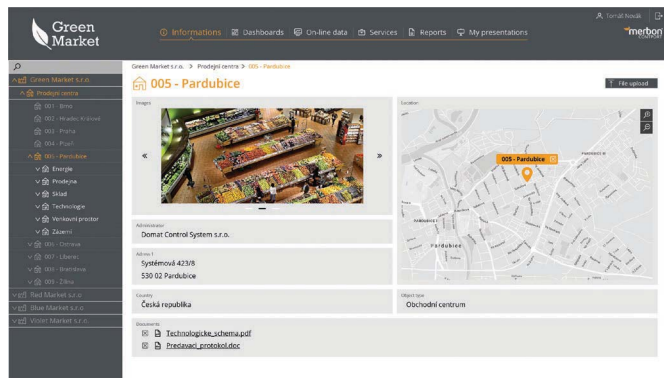 Green
Market
Informations
Dashboards
On-line data
Services
Reports
My presentations
Tomáš Novák
merbon
Green Market s.r.o.
Prodejní centra
001 - Brno
002 - Hradec Králové
003 - Praha
004 - Plzeň
005 - Pardubice
Energie
Prodejna
Sklad
Technologie
Venkovní prostor
Zázemí
006 - Ostrava
007 - Liberec
008 - Bratislava
009 - Žilina
Red Market s.r.o.
Blue Market s.r.o.
Violet Market s.r.o.
Green Market s.r.o. > Prodejní centra > 005 - Pardubice
005 - Pardubice
File upload
Images
Location
005 - Pardubice
Pardubice
Administrator
Domat Control System s.r.o.
Adress 1
Systémová 423/8
530 02 Pardubice
Country
Česká republika
Object type
Obchodní centrum
Documents
Technologicke_schema.pdf
Predavaci_protokol.doc